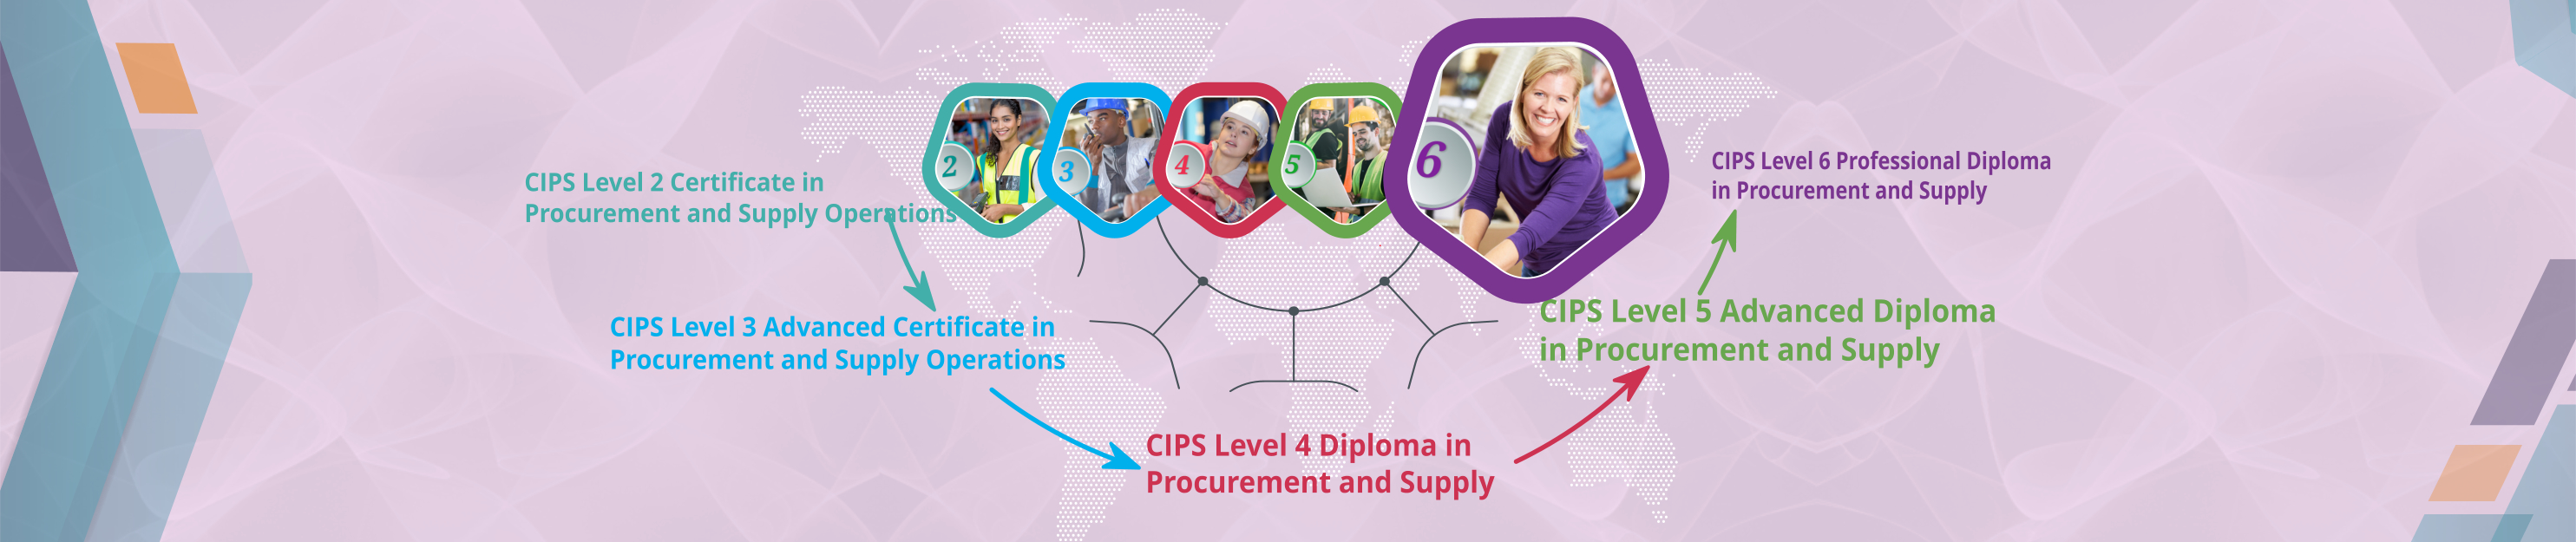 2
3
4
5
6
CIPS Level 2 Certificate in
Procurement and Supply Operations
CIPS Level 3 Advanced Certificate in
Procurement and Supply Operations
CIPS Level 4 Diploma in
Procurement and Supply
CIPS Level 5 Advanced Diploma
in Procurement and Supply
CIPS Level 6 Professional Diploma
in Procurement and Supply